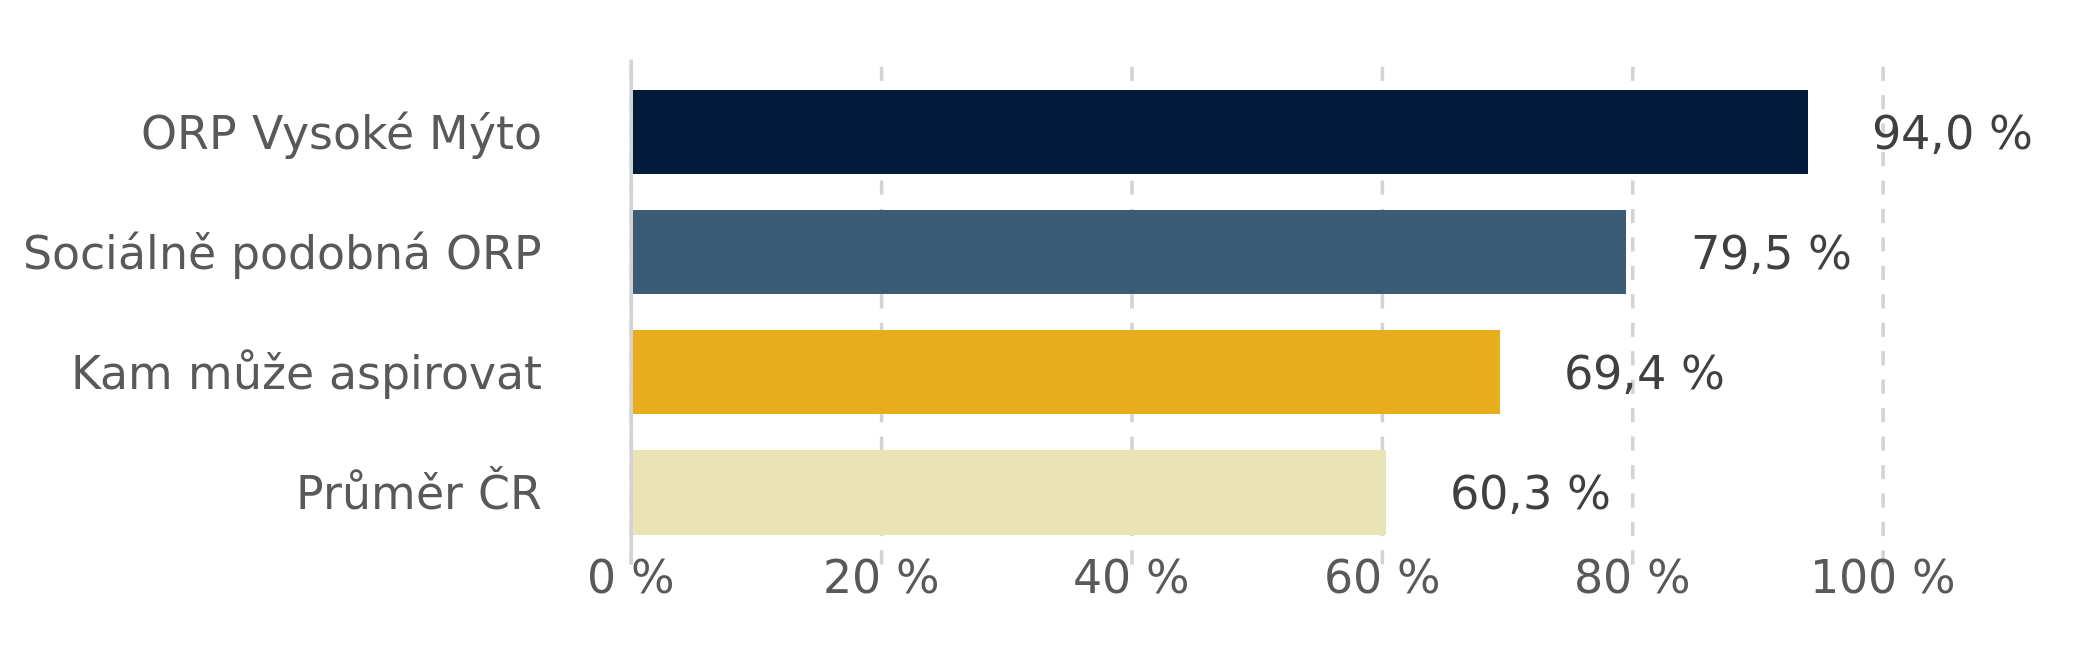 ORP Vysoké Mýto 94,0 %
Sociálně podobná ORP 79,5 %
Kam může aspirovat 69,4 %
Průměr ČR 60,3 %
0 % 20 % 40 % 60 % 80 % 100 %